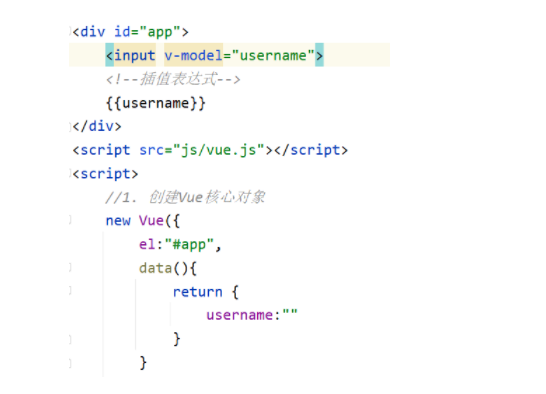 <div id="app">
<input v-model="username">
<!--插值表达式-->
{{username}}
</div>
<script src="js/vue.js"></script>
<script>
//1. 创建Vue核心对象
new Vue({
el:"#app",
data(){
return {
username:""
}
}